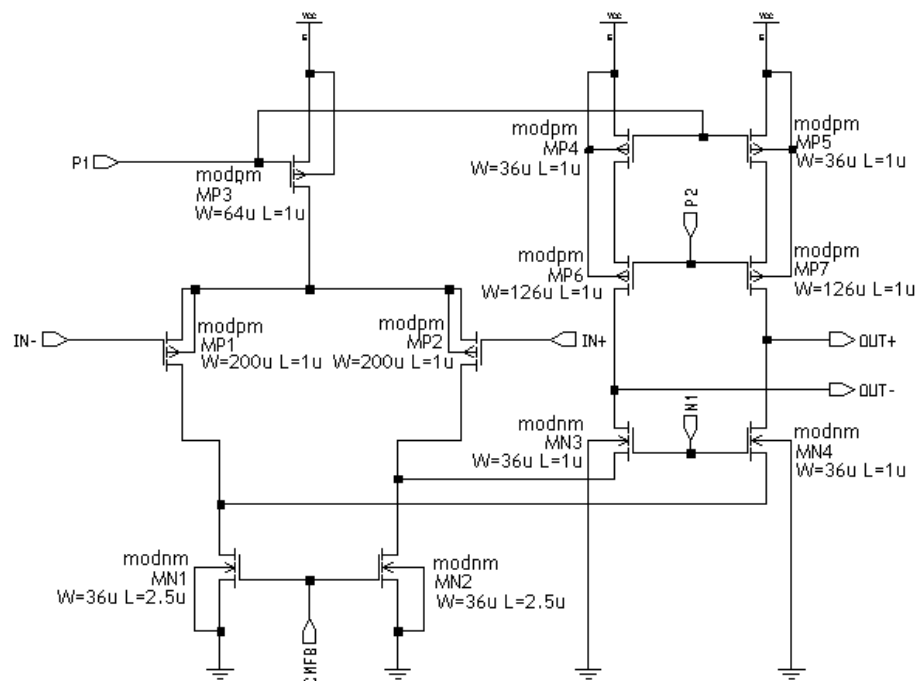 vcc
vcc
vcc
P1
modpm
MP3
W=64u L=1u
modpm
MP4
W=36u L=1u
modpm
MP5
W=36u L=1u
P2
modpm
MP6
W=126u L=1u
modpm
MP7
W=126u L=1u
IN-
modpm
MP1
W=200u L=1u
modpm
MP2
W=200u L=1u
IN+
OUT+
OUT-
N1
modnm
MN3
W=36u L=1u
modnm
MN4
W=36u L=1u
modnm
MN1
W=36u L=2.5u
modnm
MN2
W=36u L=2.5u
CMFB